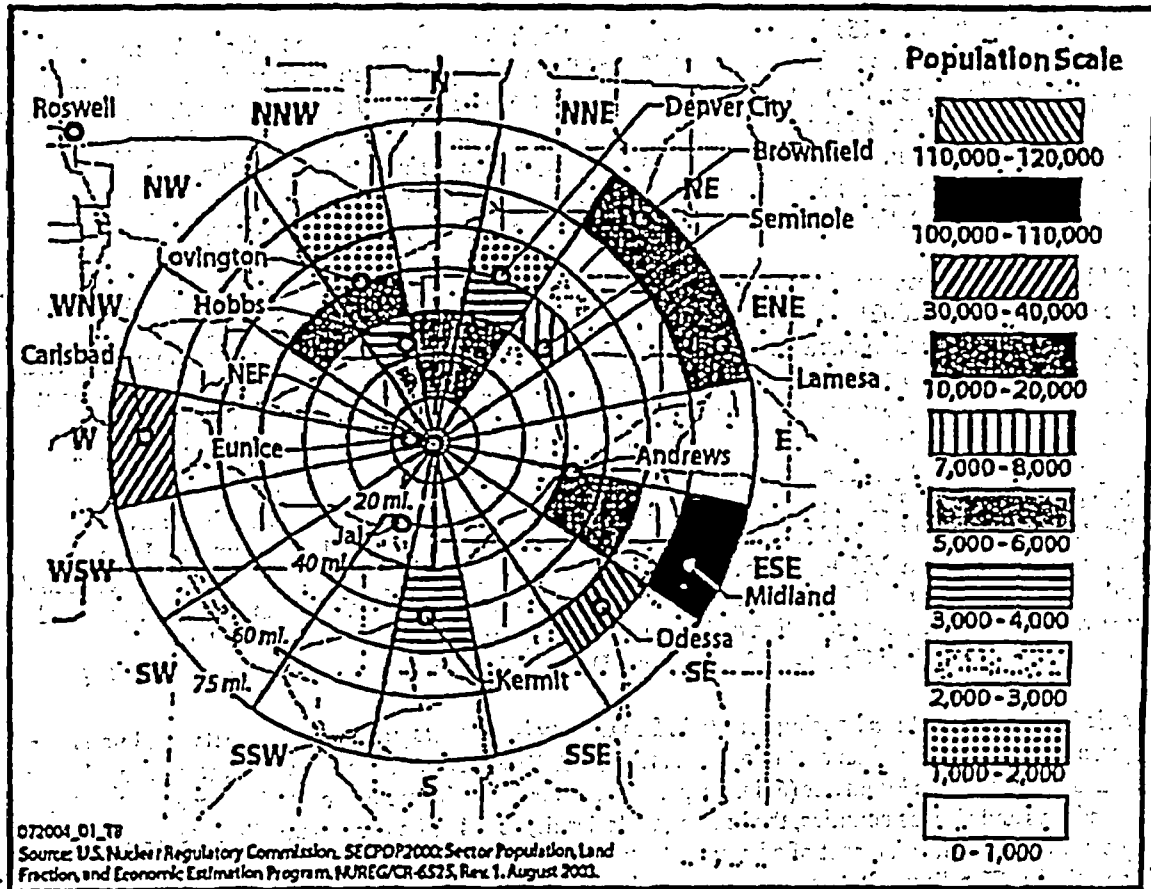 Population Scale
110,000 - 120,000
100,000 - 110,000
30,000 - 40,000
10,000 - 20,000
7,000 - 8,000
5,000 - 6,000
3,000 - 4,000
2,000 - 3,000
1,000 - 2,000
0 - 1,000
N
NNW
NNE
Denver City
Roswell
Brownfield
NW
NE
Seminole
ovington
WNW
Hobbs
ENE
Carlsbad
NEF
Lamesa
W
Eunice
Andrews
E
20 mi.
Jal
40 mi
WSW
ESE
Midland
60 mi.
Odessa
SW
75 mi.
Kermit
SE
SSW
SSE
S
072004_01_T8
Source: U.S. Nuclear Regulatory Commission. SECPOP2000: Sector Population, Land
Fraction, and Economic Estimation Program, NUREG/CR-6525, Rev. 1. August 2003.